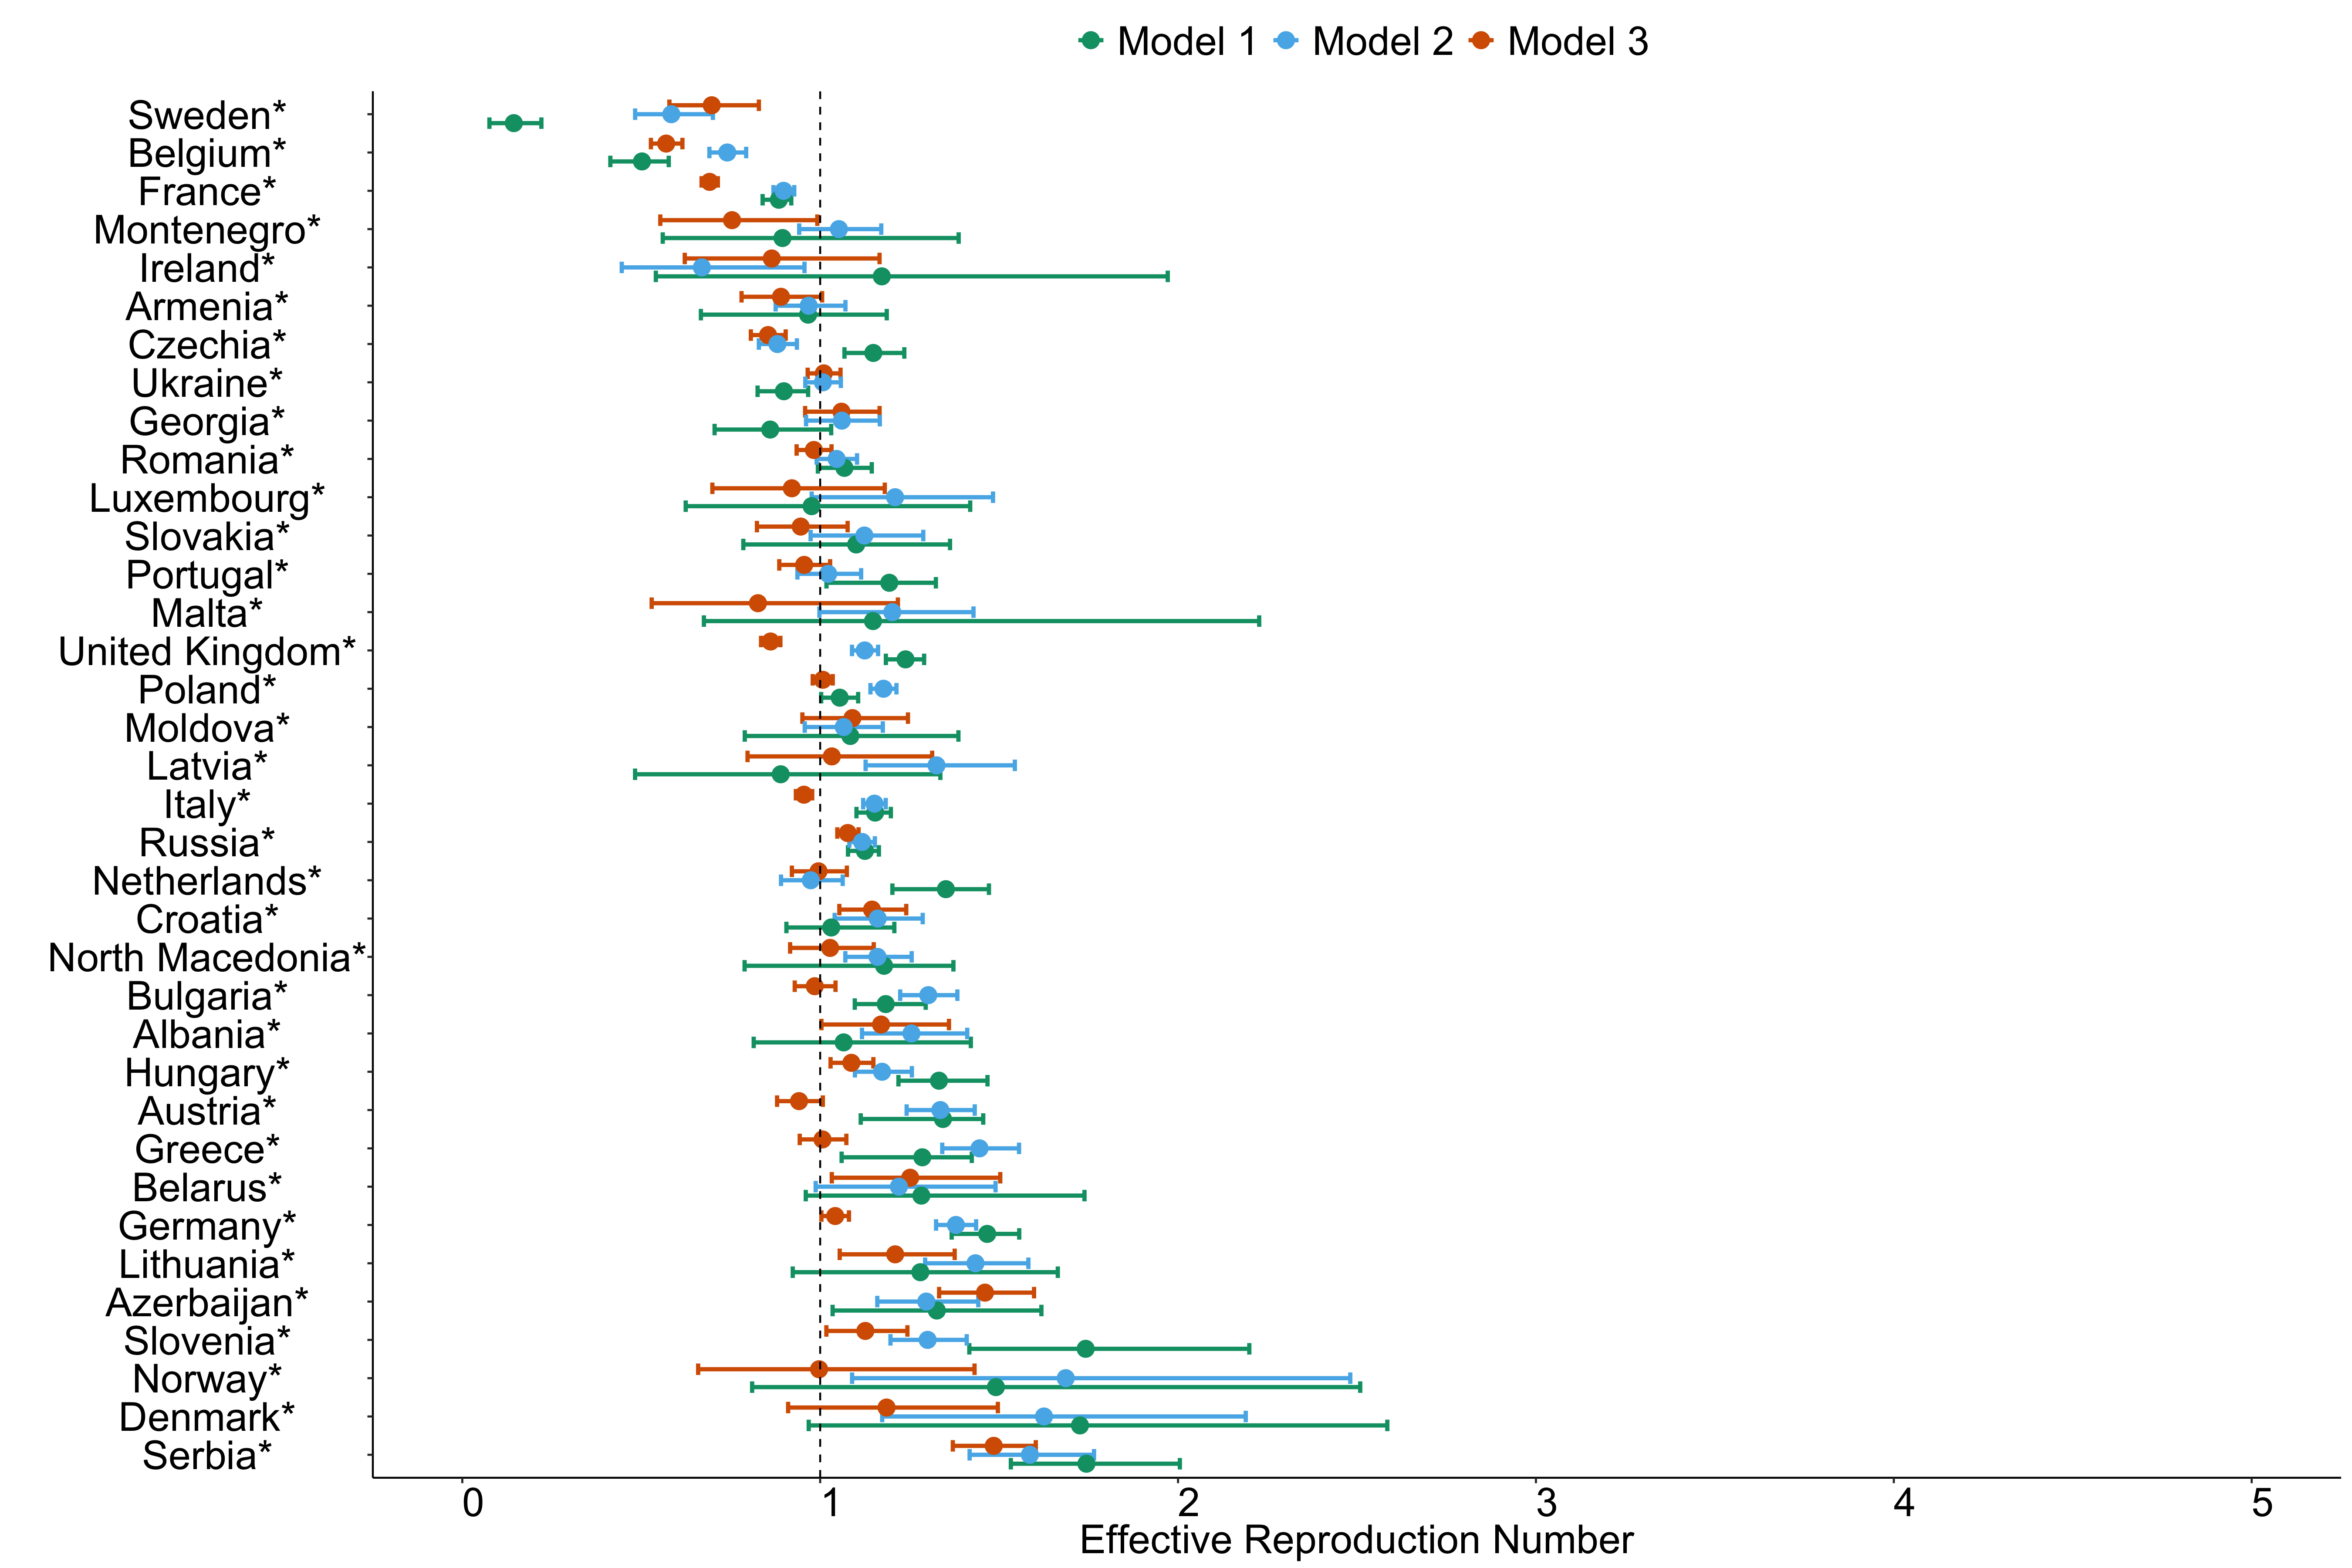 Model 1 Model 2 Model 3
Sweden*
Belgium*
France*
Montenegro*
Ireland*
Armenia*
Czechia*
Ukraine*
Georgia*
Romania*
Luxembourg*
Slovakia*
Portugal*
Malta*
United Kingdom*
Poland*
Moldova*
Latvia*
Italy*
Russia*
Netherlands*
Croatia*
North Macedonia*
Bulgaria*
Albania*
Hungary*
Austria*
Greece*
Belarus*
Germany*
Lithuania*
Azerbaijan*
Slovenia*
Norway*
Denmark*
Serbia*
0 1 2 3 4 5
Effective Reproduction Number